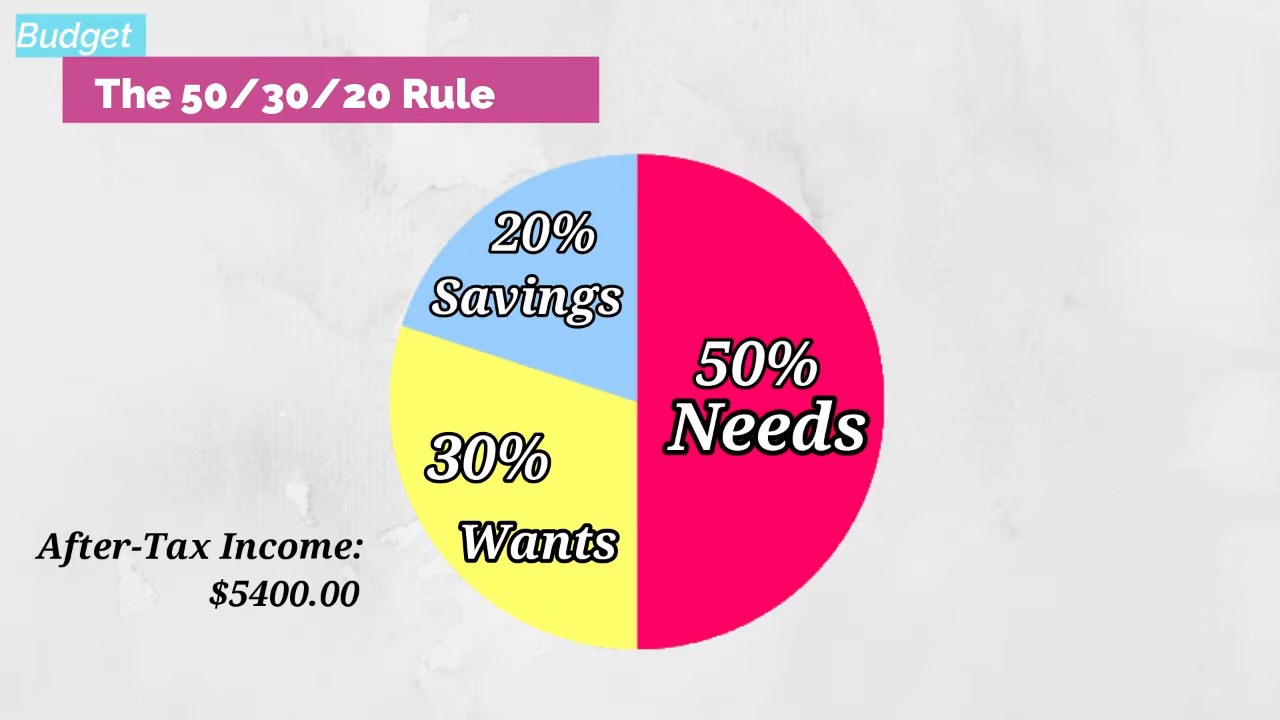 Budget
The 50/30/20 Rule
20%
Savings
50%
Needs
30%
Wants
After-Tax Income:
$5400.00